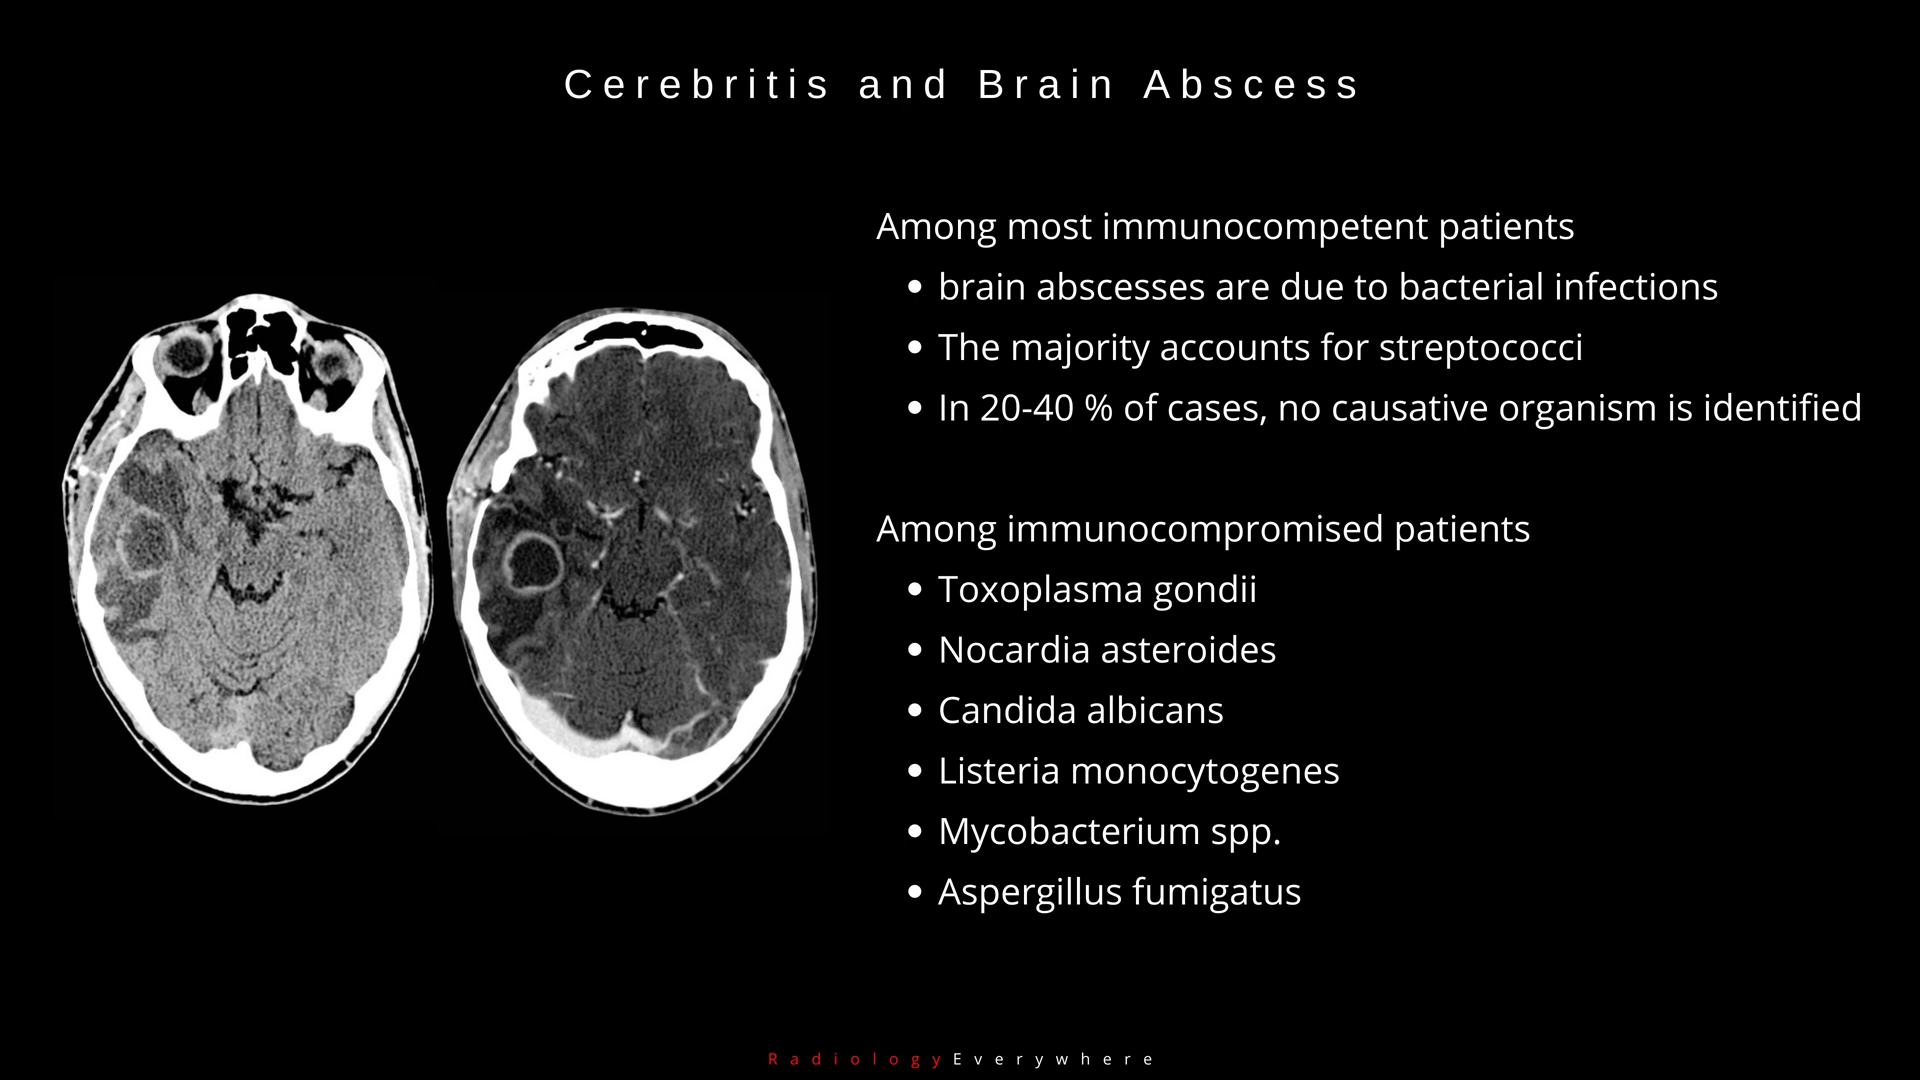 Cerebritis and Brain Abscess
Among most immunocompetent patients
• brain abscesses are due to bacterial infections
• The majority accounts for streptococci
• In 20-40 % of cases, no causative organism is identified
Among immunocompromised patients
• Toxoplasma gondii
• Nocardia asteroides
• Candida albicans
• Listeria monocytogenes
• Mycobacterium spp.
• Aspergillus fumigatus
RadiologyEverywhere